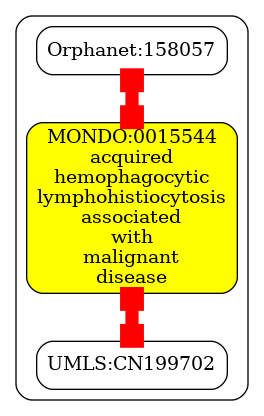 Orphanet:158057
MONDO:0015544
acquired
hemophagocytic
lymphohistiocytosis
associated
with
malignant
disease
UMLS:CN199702